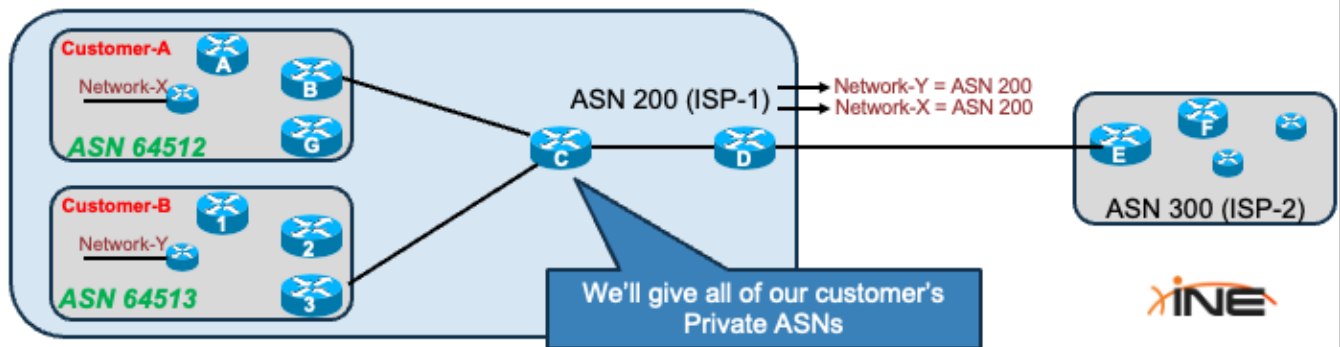 Customer-A
A
Network-X
B
G
ASN 64512
Customer-B
1
Network-Y
2
3
ASN 64513
ASN 200 (ISP-1)
C
D
Network-Y = ASN 200
Network-X = ASN 200
E
F
ASN 300 (ISP-2)
We'll give all of our customer's
Private ASNs
INE